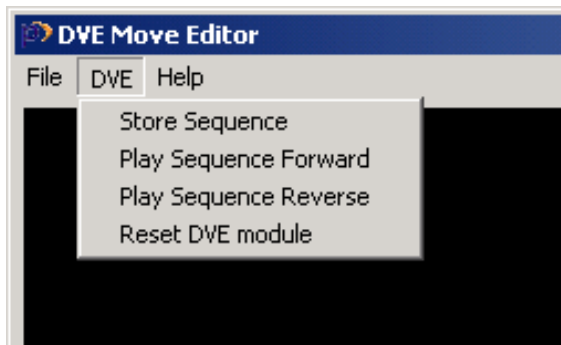 DVE Move Editor
File DVE Help
Store Sequence
Play Sequence Forward
Play Sequence Reverse
Reset DVE module